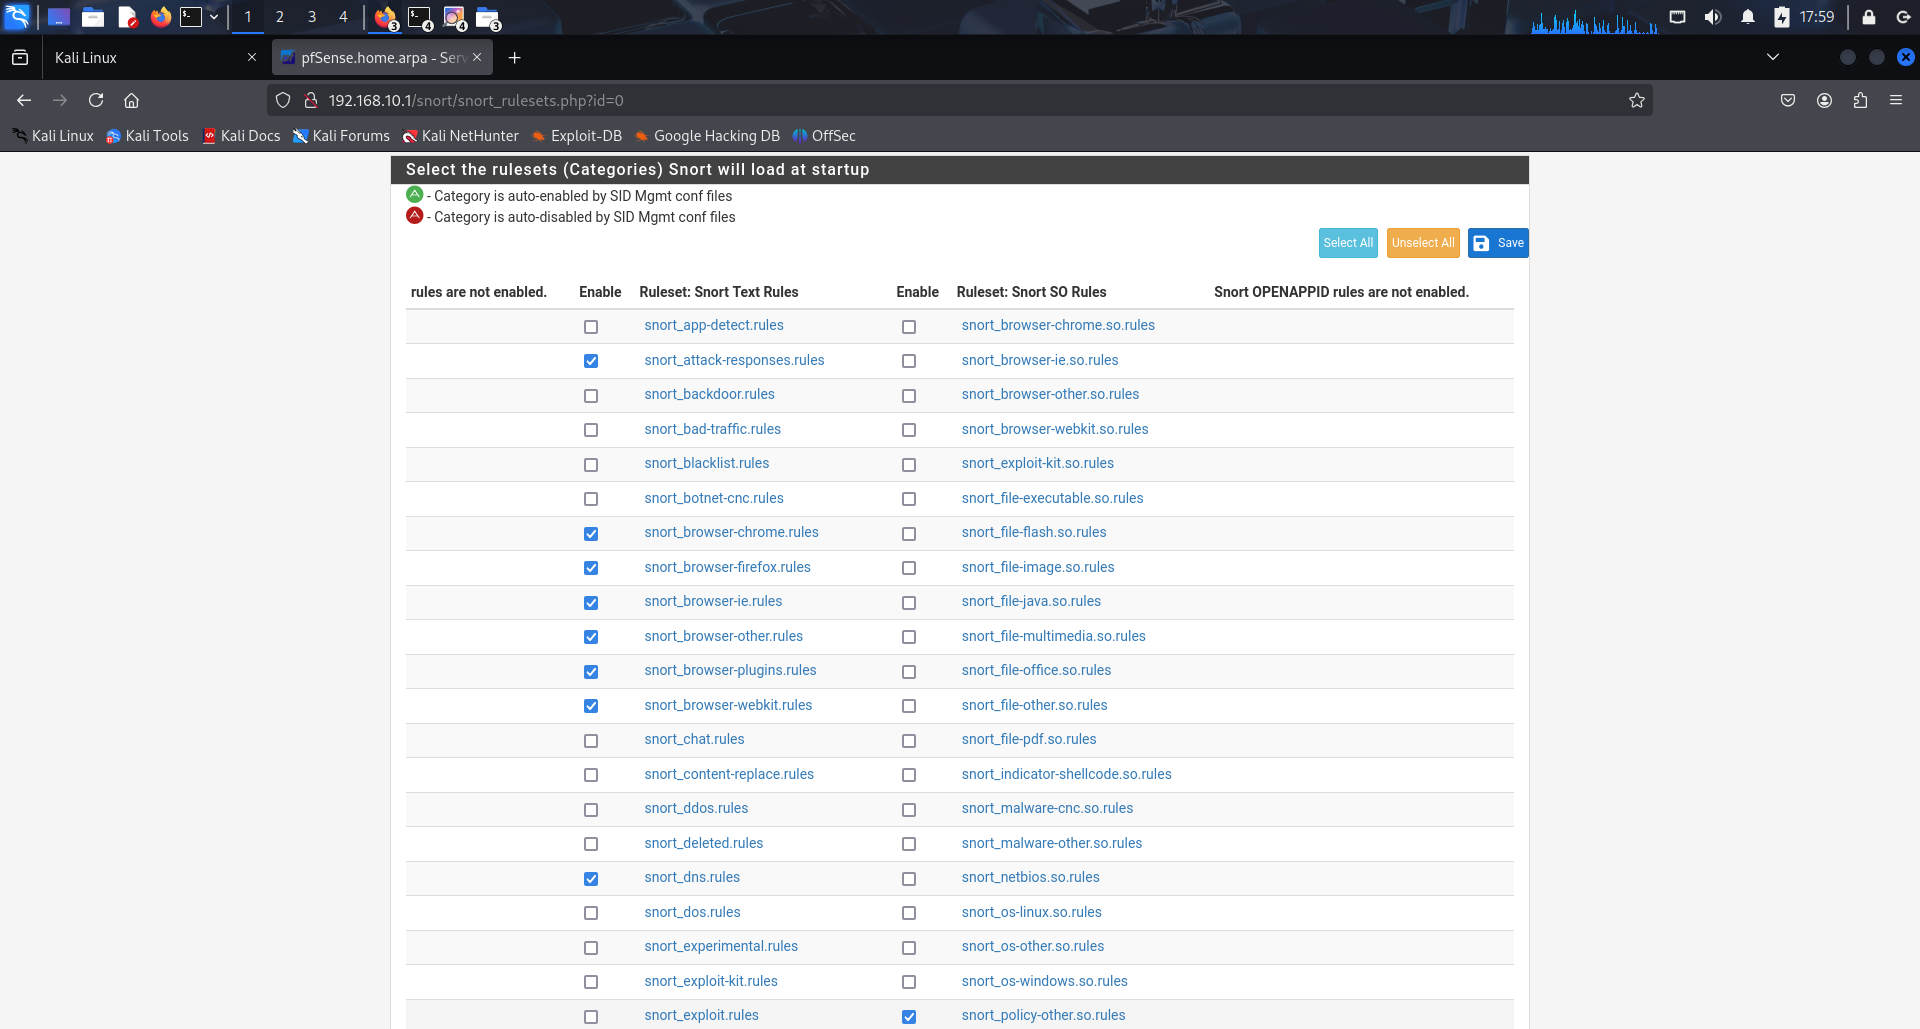 1 2 3 4 3 4 4 3 17:59
Kali Linux pfSense.home.arpa - Serv
192.168.10.1/snort/snort_rulesets.php?id=0
Kali Linux Kali Tools Kali Docs Kali Forums Kali NetHunter Exploit-DB Google Hacking DB OffSec
Select the rulesets (Categories) Snort will load at startup
- Category is auto-enabled by SID Mgmt conf files
- Category is auto-disabled by SID Mgmt conf files
Select All Unselect All Save
rules are not enabled. Enable Ruleset: Snort Text Rules Enable Ruleset: Snort SO Rules Snort OPENAPPID rules are not enabled.
snort_app-detect.rules snort_browser-chrome.so.rules
snort_attack-responses.rules snort_browser-ie.so.rules
snort_backdoor.rules snort_browser-other.so.rules
snort_bad-traffic.rules snort_browser-webkit.so.rules
snort_blacklist.rules snort_exploit-kit.so.rules
snort_botnet-cnc.rules snort_file-executable.so.rules
snort_browser-chrome.rules snort_file-flash.so.rules
snort_browser-firefox.rules snort_file-image.so.rules
snort_browser-ie.rules snort_file-java.so.rules
snort_browser-other.rules snort_file-multimedia.so.rules
snort_browser-plugins.rules snort_file-office.so.rules
snort_browser-webkit.rules snort_file-other.so.rules
snort_chat.rules snort_file-pdf.so.rules
snort_content-replace.rules snort_indicator-shellcode.so.rules
snort_ddos.rules snort_malware-cnc.so.rules
snort_deleted.rules snort_malware-other.so.rules
snort_dns.rules snort_netbios.so.rules
snort_dos.rules snort_os-linux.so.rules
snort_experimental.rules snort_os-other.so.rules
snort_exploit-kit.rules snort_os-windows.so.rules
snort_exploit.rules snort_policy-other.so.rules